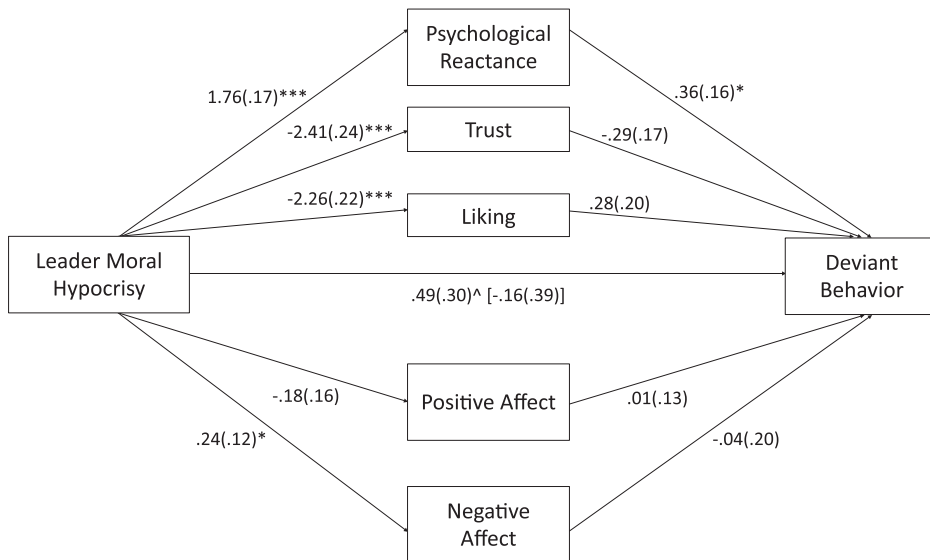 Psychological
Reactance
1.76(.17)***
.36(.16)*
-2.41(.24)***
Trust
-.29(.17)
-2.26(.22)***
Liking
.28(.20)
Leader Moral
Hypocrisy
Deviant
Behavior
.49(.30)^ [-.16(.39)]
-.18(.16)
Positive Affect
.01(.13)
.24(.12)*
-.04(.20)
Negative
Affect